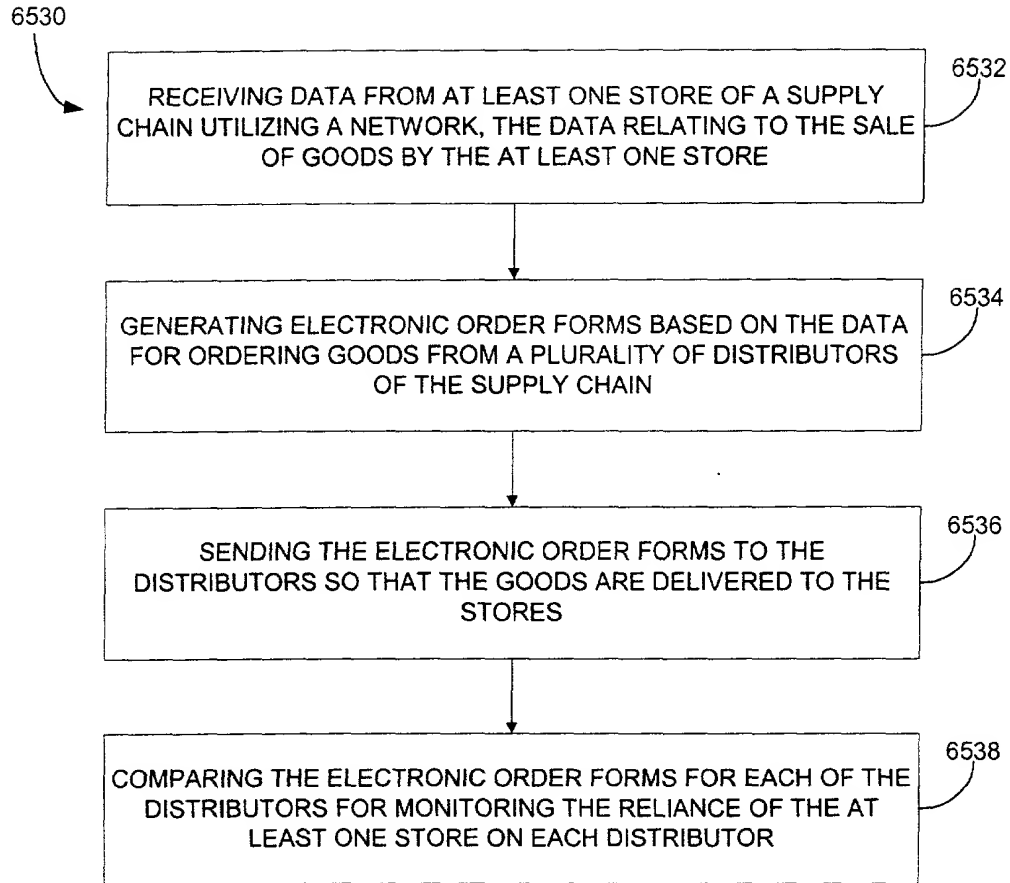 6530
6532
RECEIVING DATA FROM AT LEAST ONE STORE OF A SUPPLY
CHAIN UTILIZING A NETWORK, THE DATA RELATING TO THE SALE
OF GOODS BY THE AT LEAST ONE STORE
6534
GENERATING ELECTRONIC ORDER FORMS BASED ON THE DATA
FOR ORDERING GOODS FROM A PLURALITY OF DISTRIBUTORS
OF THE SUPPLY CHAIN
6536
SENDING THE ELECTRONIC ORDER FORMS TO THE
DISTRIBUTORS SO THAT THE GOODS ARE DELIVERED TO THE
STORES
6538
COMPARING THE ELECTRONIC ORDER FORMS FOR EACH OF THE
DISTRIBUTORS FOR MONITORING THE RELIANCE OF THE AT
LEAST ONE STORE ON EACH DISTRIBUTOR